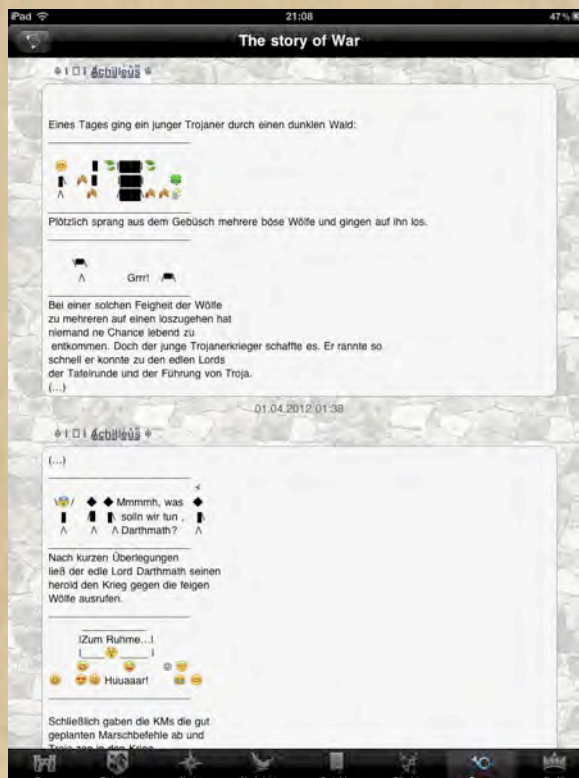 iPad 21:08 47 %
The story of War
Achilleus
Eines Tages ging ein junger Trojaner durch einen dunklen Wald:
Plötzlich sprang aus dem Gebüsch mehrere böse Wölfe und gingen auf ihn los.
Grrr!
Bei einer solchen Feigheit der Wölfe
zu mehreren auf einen loszugehen hat
niemand ne Chance lebend zu
entkommen. Doch der junge Trojanerkrieger schaffte es. Er rannte so
schnell er konnte zu den edlen Lords
der Tafelrunde und der Führung von Troja.
(...)
01.04.2012 01:38
Achilleus
(...)
Mmmmh, was
solln wir tun ,
Darthmath?
Nach kurzen Überlegungen
ließ der edle Lord Darthmath seinen
herold den Krieg gegen die feigen
Wölfe ausrufen.
IZum Ruhme...I
Huuaaar!
Schließlich gaben die KMs die gut
geplanten Marschbefehle ab und
Troja zog in den Krieg